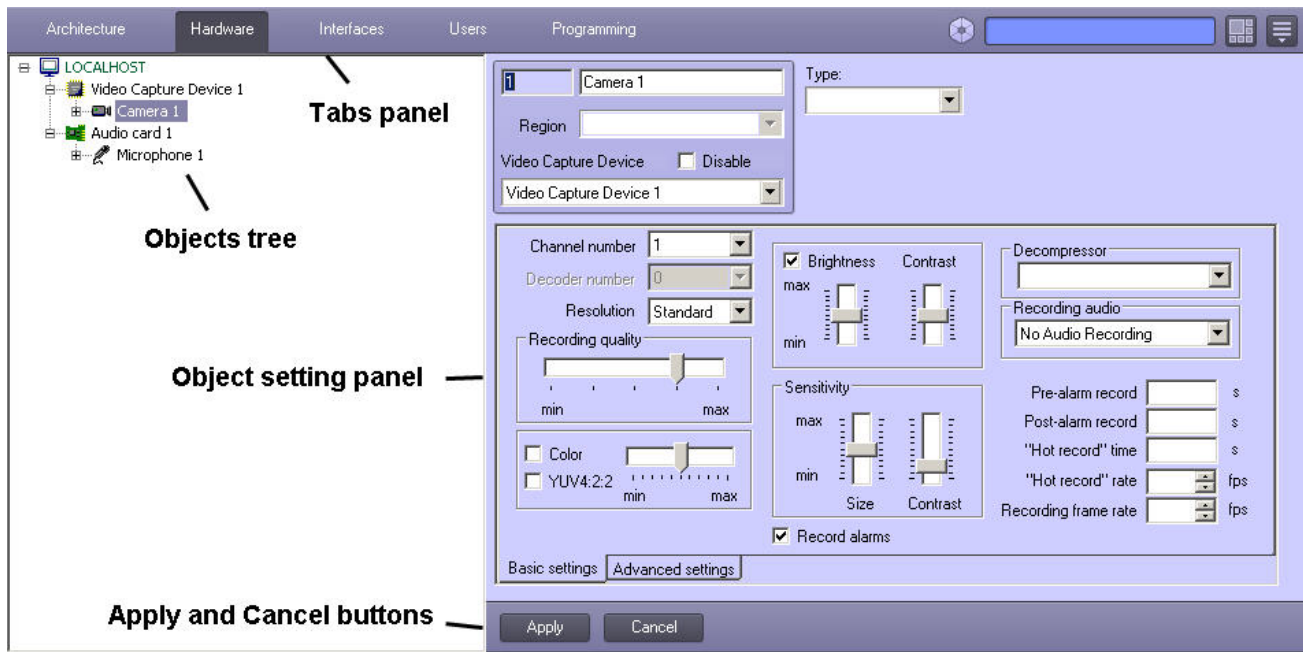 Architecture Hardware Interfaces Users Programming
LOCALHOST
Video Capture Device 1
Camera 1
Audio card 1
Microphone 1
Tabs panel
Objects tree
Object setting panel
Apply and Cancel buttons
1 Camera 1
Type:
Region
Video Capture Device Disable
Video Capture Device 1
Channel number 1
Decoder number 0
Resolution Standard
Recording quality
min max
Color
YUV4:2:2
min max
Brightness Contrast
max
min
Sensitivity
max
min
Size Contrast
Record alarms
Decompressor
Recording audio
No Audio Recording
Pre-alarm record s
Post-alarm record s
"Hot record" time s
"Hot record" rate fps
Recording frame rate fps
Basic settings Advanced settings
Apply Cancel